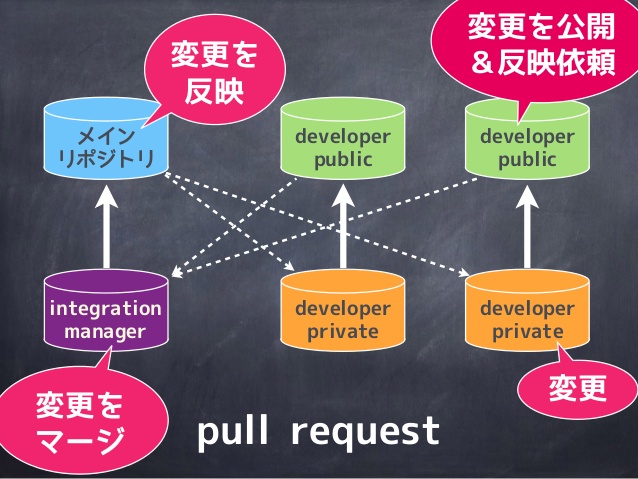 変更を
反映
変更を公開
&反映依頼
メイン
リポジトリ
developer
public
developer
public
integration
manager
developer
private
developer
private
変更を
マージ
変更
pull request